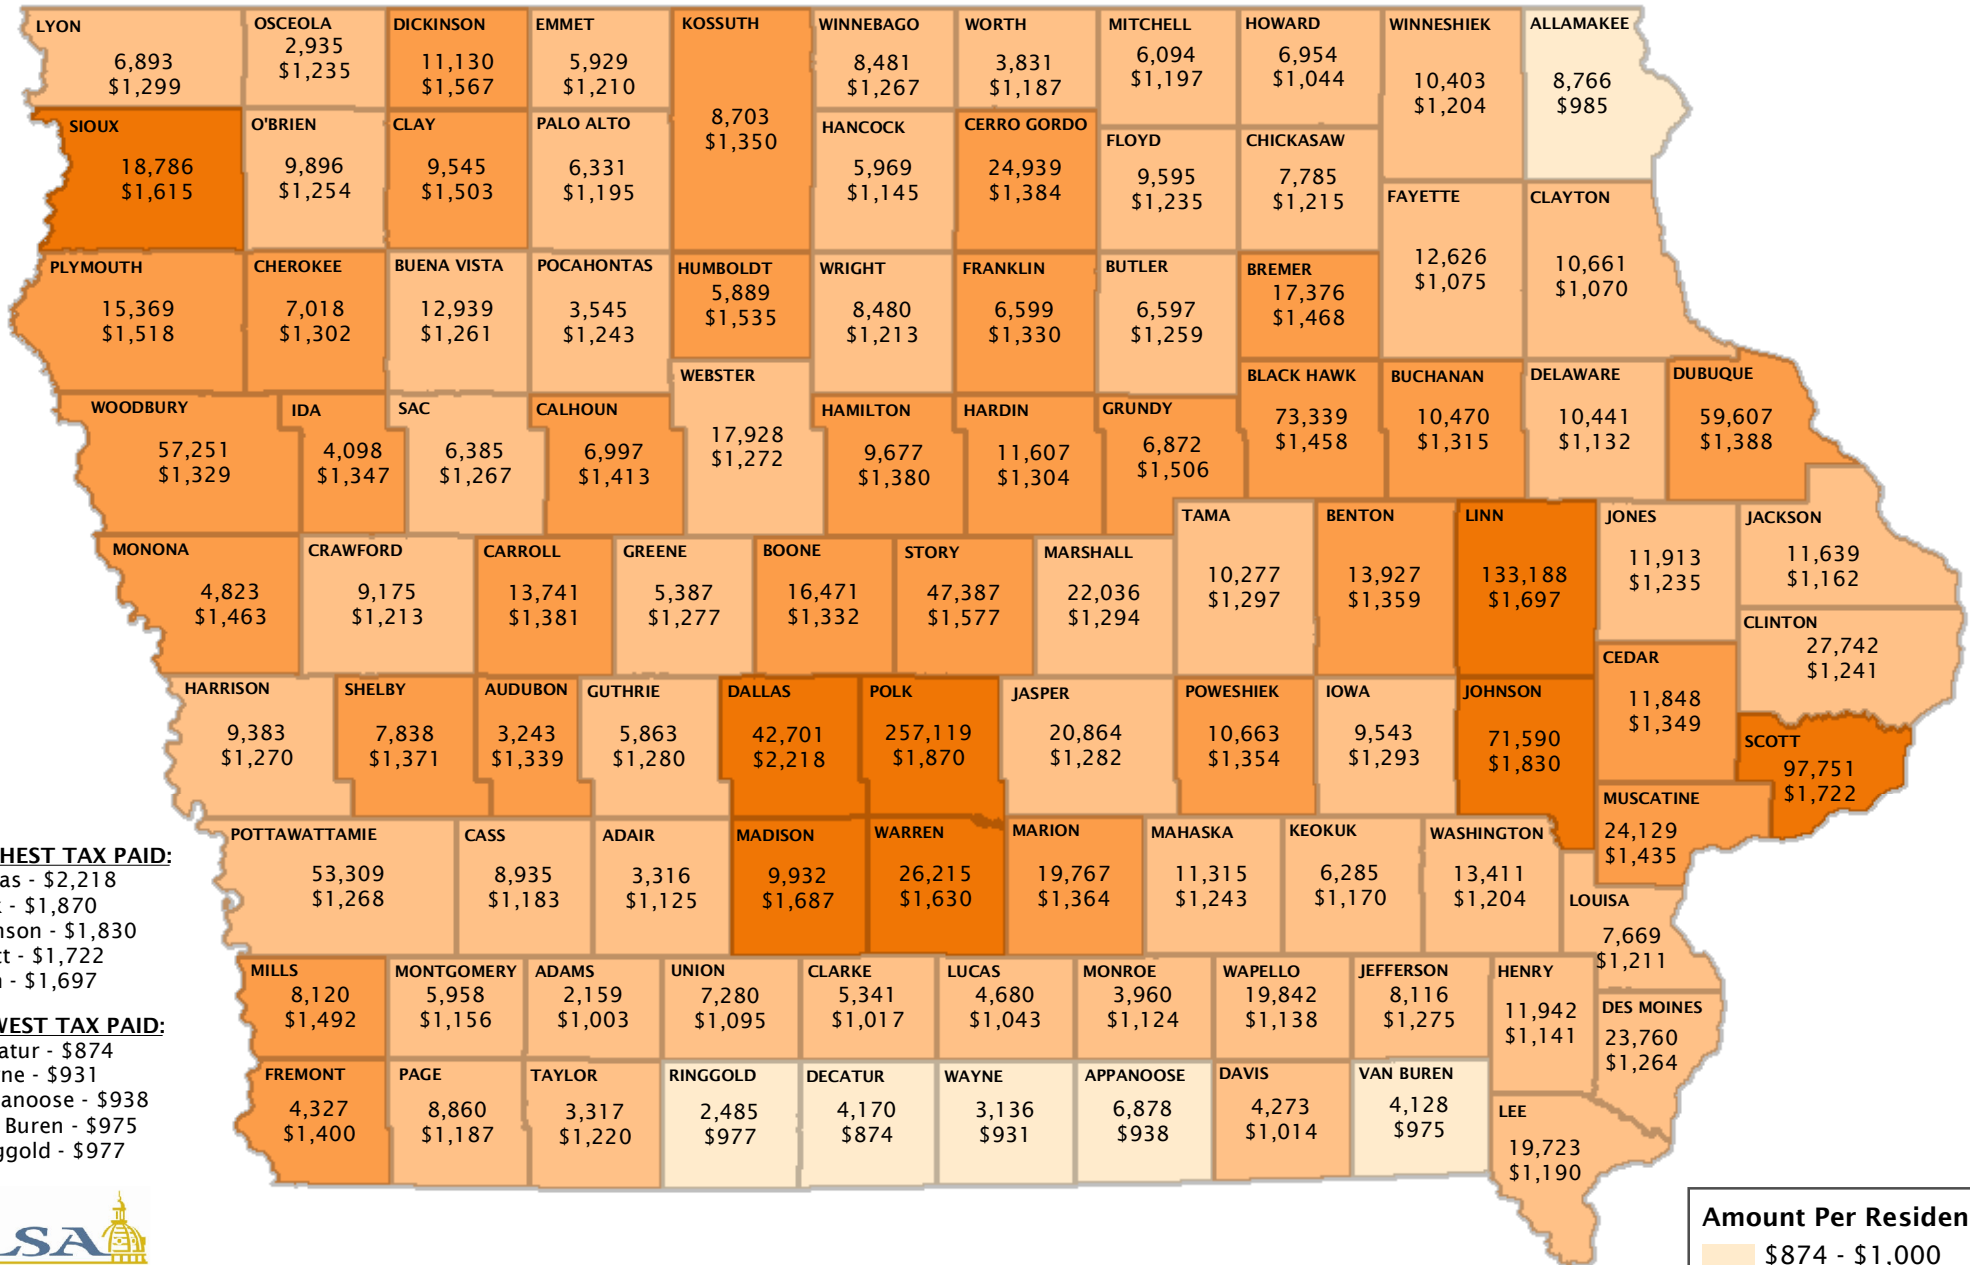 LYON
6,893
$1,299
OSCEOLA
2,935
$1,235
DICKINSON
11,130
$1,567
EMMET
5,929
$1,210
KOSSUTH
8,703
$1,350
WINNEBAGO
8,481
$1,267
WORTH
3,831
$1,187
MITCHELL
6,094
$1,197
HOWARD
6,954
$1,044
WINNESHIEK
10,403
$1,204
ALLAMAKEE
8,766
$985
SIOUX
18,786
$1,615
O'BRIEN
9,896
$1,254
CLAY
9,545
$1,503
PALO ALTO
6,331
$1,195
HANCOCK
5,969
$1,145
CERRO GORDO
24,939
$1,384
FLOYD
9,595
$1,235
CHICKASAW
7,785
$1,215
FAYETTE
12,626
$1,075
CLAYTON
10,661
$1,070
PLYMOUTH
15,369
$1,518
CHEROKEE
7,018
$1,302
BUENA VISTA
12,939
$1,261
POCAHONTAS
3,545
$1,243
HUMBOLDT
5,889
$1,535
WRIGHT
8,480
$1,213
FRANKLIN
6,599
$1,330
BUTLER
6,597
$1,259
BREMER
17,376
$1,468
WOODBURY
57,251
$1,329
IDA
4,098
$1,347
SAC
6,385
$1,267
CALHOUN
6,997
$1,413
WEBSTER
17,928
$1,272
HAMILTON
9,677
$1,380
HARDIN
11,607
$1,304
GRUNDY
6,872
$1,506
BLACK HAWK
73,339
$1,458
BUCHANAN
10,470
$1,315
DELAWARE
10,441
$1,132
DUBUQUE
59,607
$1,388
MONONA
4,823
$1,463
CRAWFORD
9,175
$1,213
CARROLL
13,741
$1,381
GREENE
5,387
$1,277
BOONE
16,471
$1,332
STORY
47,387
$1,577
MARSHALL
22,036
$1,294
TAMA
10,277
$1,297
BENTON
13,927
$1,359
LINN
133,188
$1,697
JONES
11,913
$1,235
JACKSON
11,639
$1,162
CLINTON
27,742
$1,241
HARRISON
9,383
$1,270
SHELBY
7,838
$1,371
AUDUBON
3,243
$1,339
GUTHRIE
5,863
$1,280
DALLAS
42,701
$2,218
POLK
257,119
$1,870
JASPER
20,864
$1,282
POWESHIEK
10,663
$1,354
IOWA
9,543
$1,293
JOHNSON
71,590
$1,830
CEDAR
11,848
$1,349
SCOTT
97,751
$1,722
MUSCATINE
24,129
$1,435
POTTAWATTAMIE
53,309
$1,268
CASS
8,935
$1,183
ADAIR
3,316
$1,125
MADISON
9,932
$1,687
WARREN
26,215
$1,630
MARION
19,767
$1,364
MAHASKA
11,315
$1,243
KEOKUK
6,285
$1,170
WASHINGTON
13,411
$1,204
LOUISA
7,669
$1,211
MILLS
8,120
$1,492
MONTGOMERY
5,958
$1,156
ADAMS
2,159
$1,003
UNION
7,280
$1,095
CLARKE
5,341
$1,017
LUCAS
4,680
$1,043
MONROE
3,960
$1,124
WAPELLO
19,842
$1,138
JEFFERSON
8,116
$1,275
HENRY
11,942
$1,141
DES MOINES
23,760
$1,264
FREMONT
4,327
$1,400
PAGE
8,860
$1,187
TAYLOR
3,317
$1,220
RINGGOLD
2,485
$977
DECATUR
4,170
$874
WAYNE
3,136
$931
APPANOOSE
6,878
$938
DAVIS
4,273
$1,014
VAN BUREN
4,128
$975
LEE
19,723
$1,190
HEST TAX PAID:
as - $2,218
k - $1,870
nson - $1,830
tt - $1,722
n - $1,697
WEST TAX PAID:
atur - $874
ne - $931
anoose - $938
Buren - $975
ggold - $977
SA
Amount Per Residen
$874 - $1,000